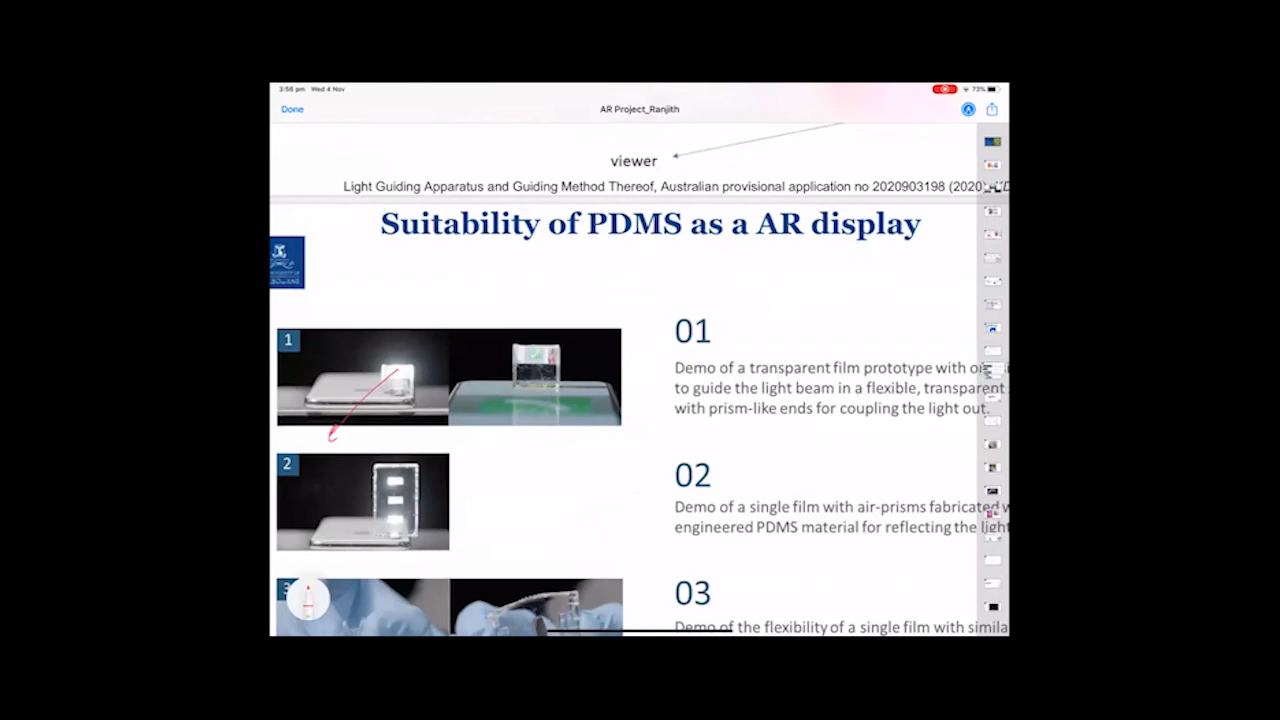 3:56 pm Wed 4 Nov
73%
Done
AR Project_Ranjith
viewer
Light Guiding Apparatus and Guiding Method Thereof, Australian provisional application no 2020903198 (2020)
Suitability of PDMS as a AR display
1
01
Demo of a transparent film prototype with
to guide the light beam in a flexible, transparent
with prism-like ends for coupling the light out.
2
02
Demo of a single film with air-prisms fabricated
engineered PDMS material for reflecting the light
3
03
Demo of the flexibility of a single film with simila